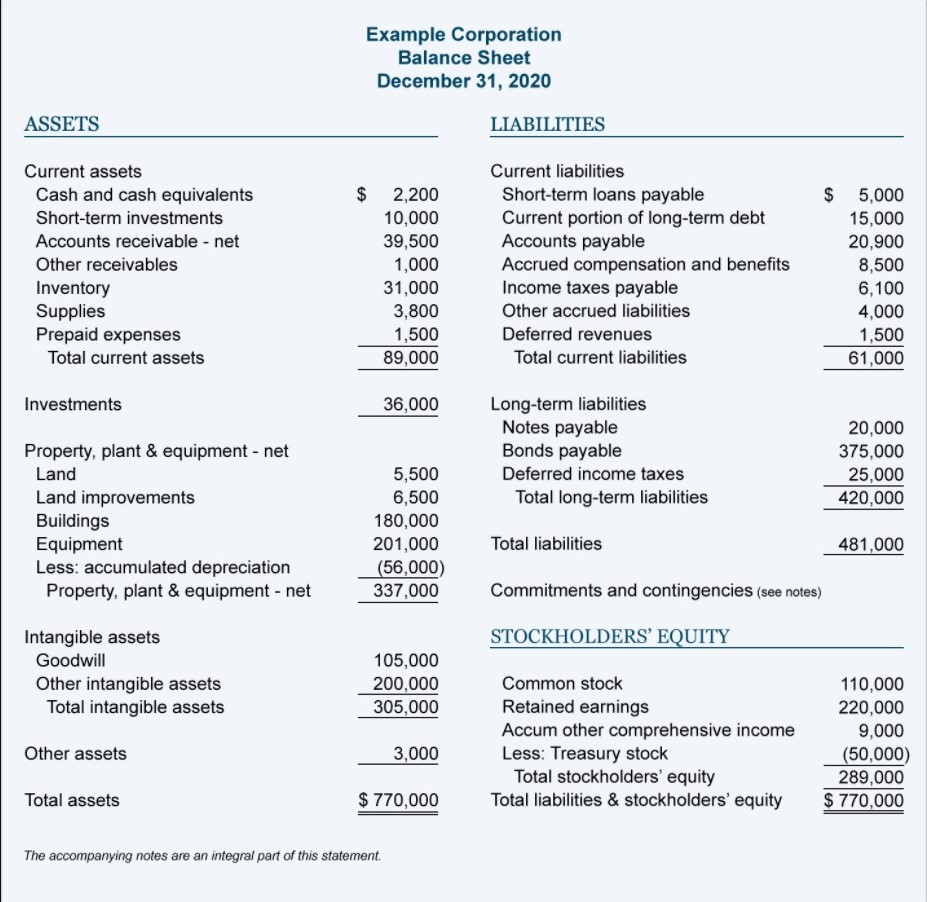 Example Corporation
Balance Sheet
December 31, 2020
ASSETS
Current assets
Cash and cash equivalents $ 2,200
Short-term investments 10,000
Accounts receivable - net 39,500
Other receivables 1,000
Inventory 31,000
Supplies 3,800
Prepaid expenses 1,500
Total current assets 89,000
Investments 36,000
Property, plant & equipment - net
Land 5,500
Land improvements 6,500
Buildings 180,000
Equipment 201,000
Less: accumulated depreciation (56,000)
Property, plant & equipment - net 337,000
Intangible assets
Goodwill 105,000
Other intangible assets 200,000
Total intangible assets 305,000
Other assets 3,000
Total assets $ 770,000
LIABILITIES
Current liabilities
Short-term loans payable $ 5,000
Current portion of long-term debt 15,000
Accounts payable 20,900
Accrued compensation and benefits 8,500
Income taxes payable 6,100
Other accrued liabilities 4,000
Deferred revenues 1,500
Total current liabilities 61,000
Long-term liabilities
Notes payable 20,000
Bonds payable 375,000
Deferred income taxes 25,000
Total long-term liabilities 420,000
Total liabilities 481,000
Commitments and contingencies (see notes)
STOCKHOLDERS’ EQUITY
Common stock 110,000
Retained earnings 220,000
Accum other comprehensive income 9,000
Less: Treasury stock (50,000)
Total stockholders’ equity 289,000
Total liabilities & stockholders’ equity $ 770,000
The accompanying notes are an integral part of this statement.